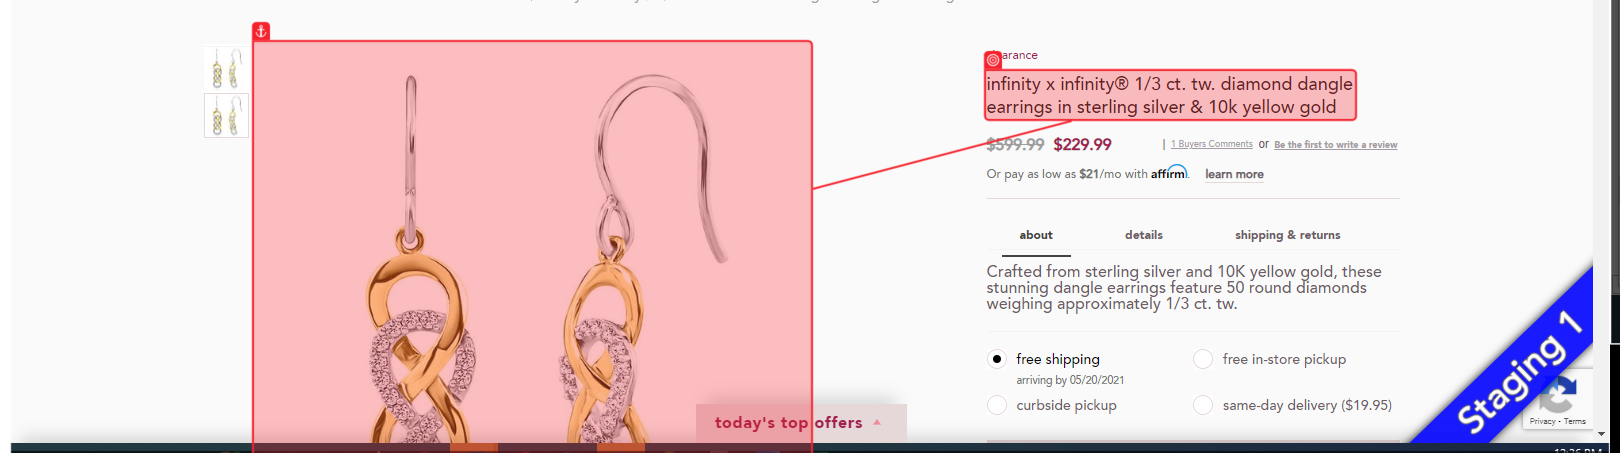 clearance
infinity x infinity® 1/3 ct. tw. diamond dangle
earrings in sterling silver & 10k yellow gold
$599.99 $229.99 | 1 Buyers Comments or Be the first to write a review
Or pay as low as $21/mo with affirm. learn more
about details shipping & returns
Crafted from sterling silver and 10K yellow gold, these
stunning dangle earrings feature 50 round diamonds
weighing approximately 1/3 ct. tw.
free shipping free in-store pickup
arriving by 05/20/2021
curbside pickup same-day delivery ($19.95)
today's top offers
Staging 1
Privacy - Terms